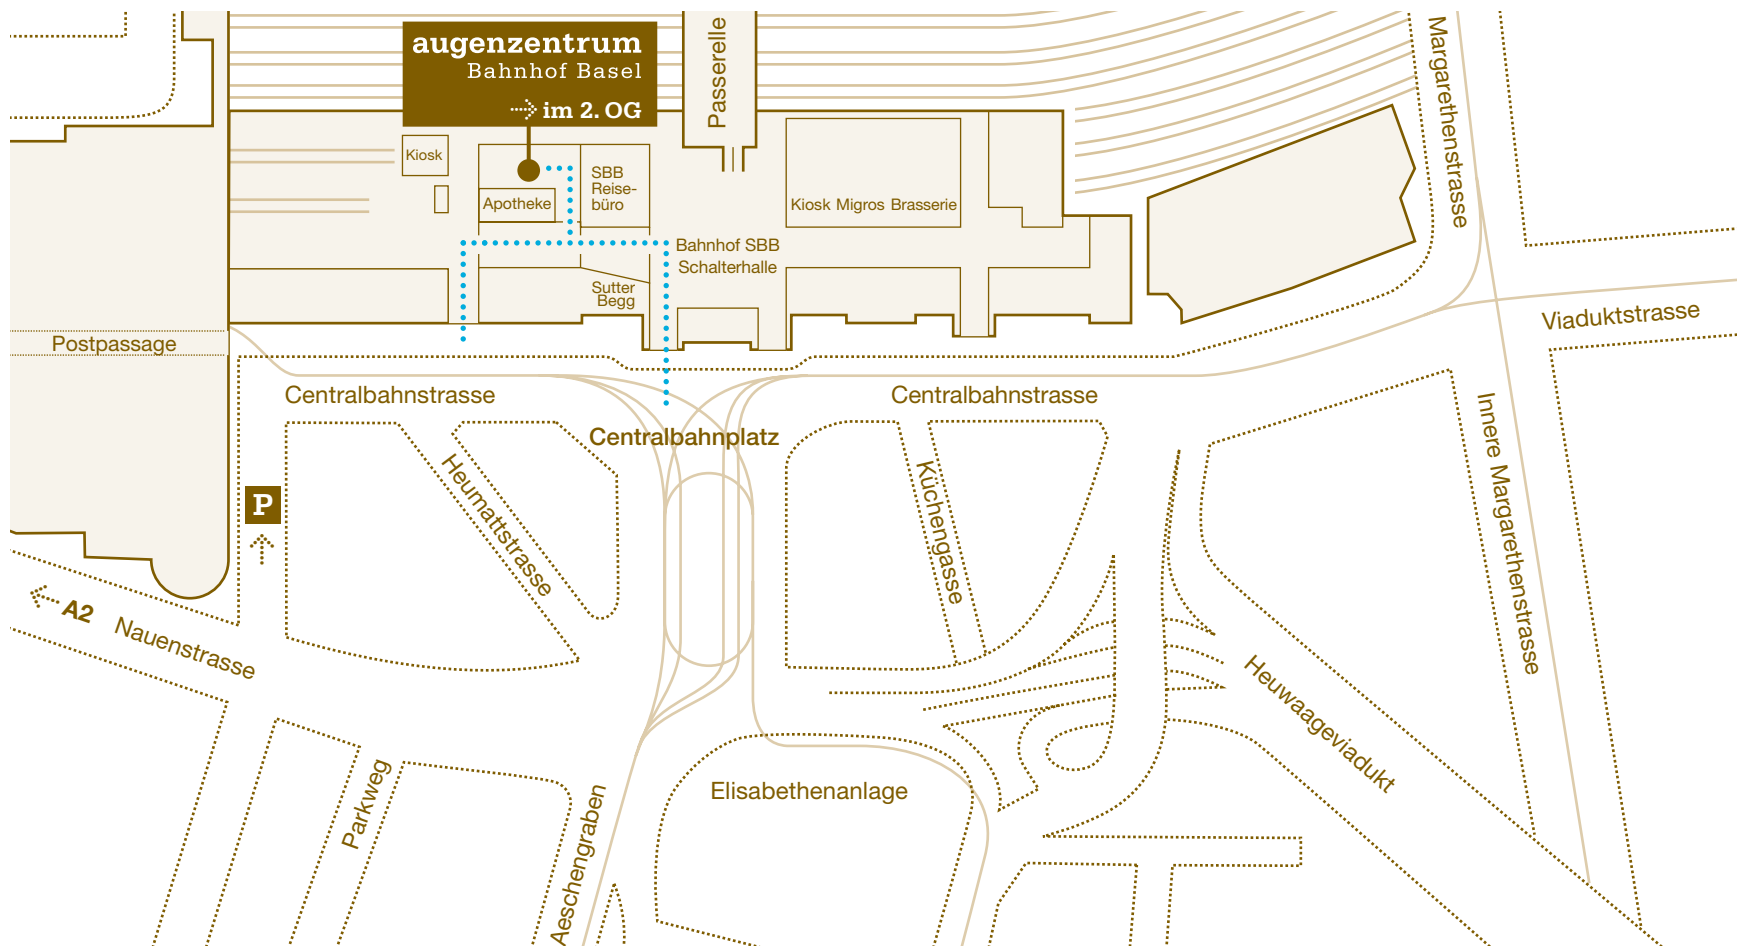 augenzentrum
Bahnhof Basel
im 2. OG
Passerelle
Margarethenstrasse
Kiosk
SBB
Reise-
büro
Apotheke
Kiosk Migros Brasserie
Bahnhof SBB
Schalterhalle
Sutter
Begg
Postpassage
Viaduktstrasse
Centralbahnstrasse
Centralbahnstrasse
Centralbahnplatz
Heumattstrasse
Küchengasse
Innere Margarethenstrasse
P
A2
Nauenstrasse
Heuwaageviadukt
Parkweg
Aeschengraben
Elisabethenanlage